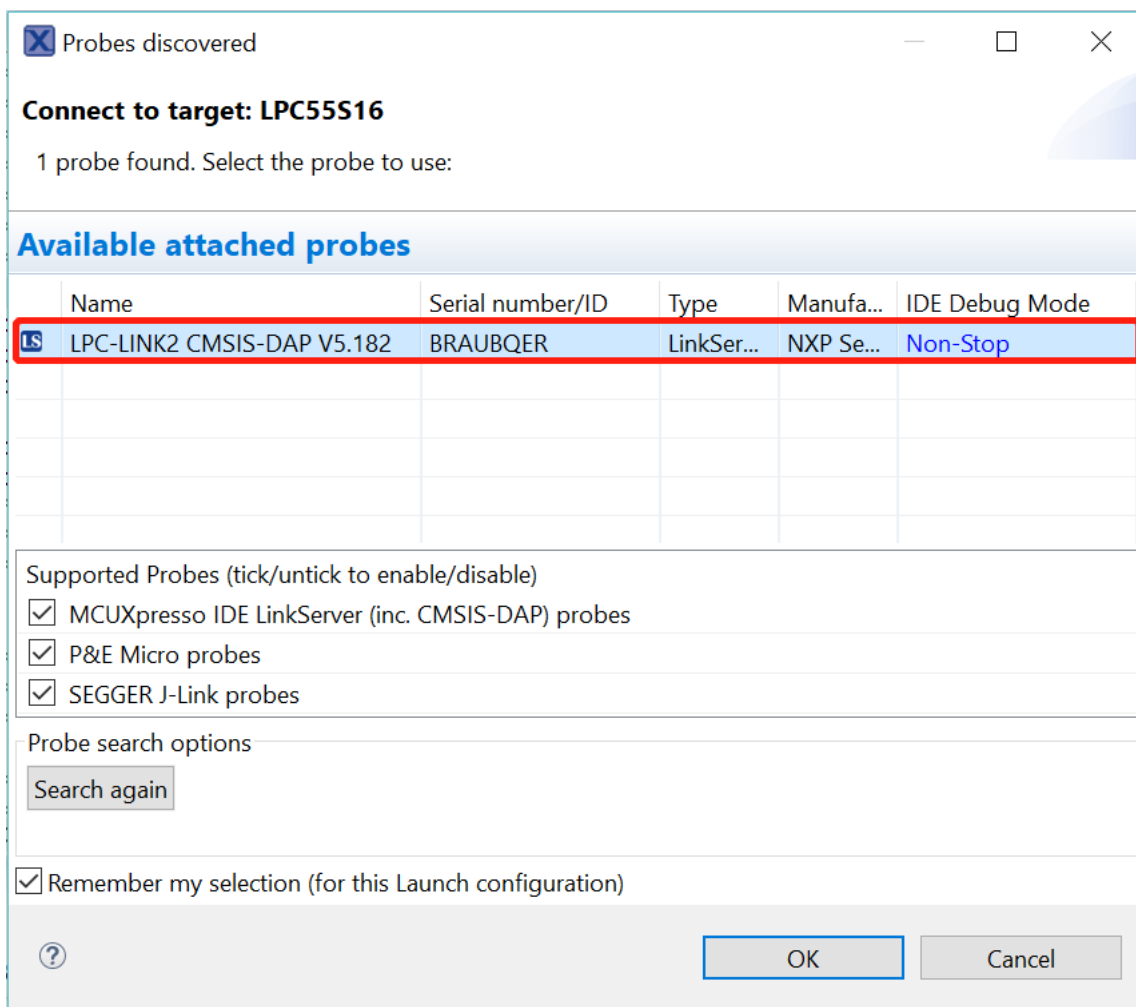 Probes discovered
Connect to target: LPC55S16
1 probe found. Select the probe to use:
Available attached probes
Name Serial number/ID Type Manufa... IDE Debug Mode
LS LPC-LINK2 CMSIS-DAP V5.182 BRAUBQER LinkSer... NXP Se... Non-Stop
Supported Probes (tick/untick to enable/disable)
MCUXpresso IDE LinkServer (inc. CMSIS-DAP) probes
P&E Micro probes
SEGGER J-Link probes
Probe search options
Search again
Remember my selection (for this Launch configuration)
? OK Cancel